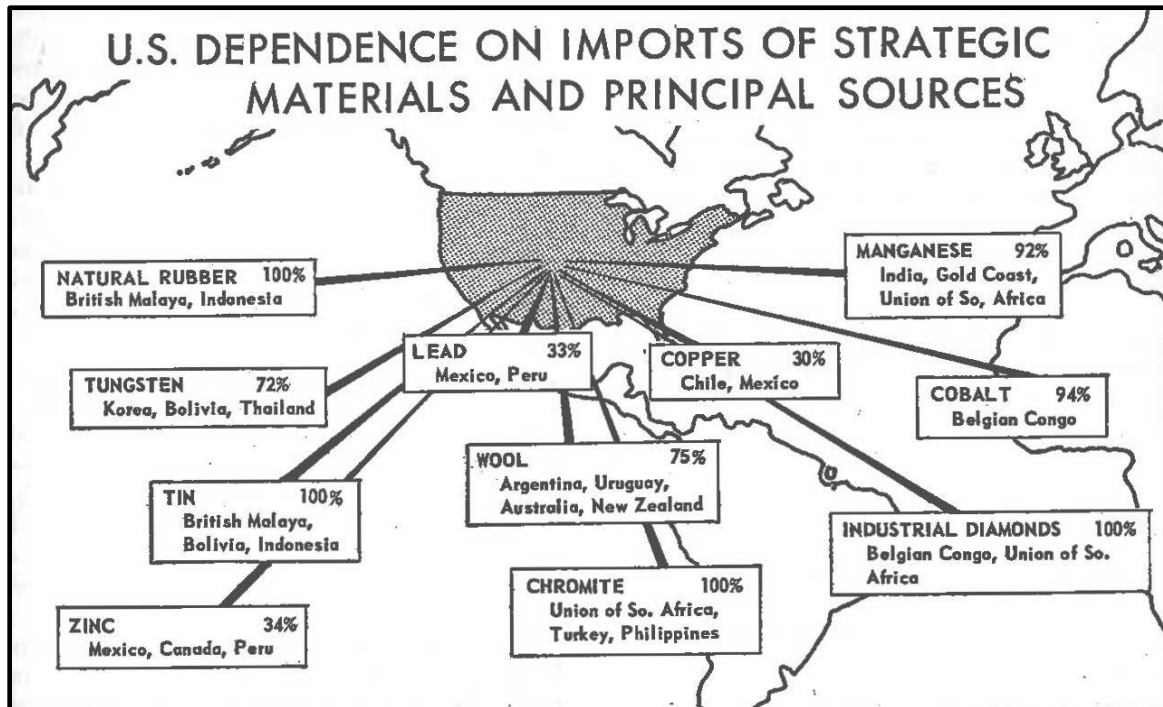 U.S. DEPENDENCE ON IMPORTS OF STRATEGIC
MATERIALS AND PRINCIPAL SOURCES
NATURAL RUBBER 100%
British Malaya, Indonesia
MANGANESE 92%
India, Gold Coast,
Union of So, Africa
LEAD 33%
Mexico, Peru
COPPER 30%
Chile, Mexico
TUNGSTEN 72%
Korea, Bolivia, Thailand
COBALT 94%
Belgian Congo
WOOL 75%
Argentina, Uruguay,
Australia, New Zealand
TIN 100%
British Malaya,
Bolivia, Indonesia
INDUSTRIAL DIAMONDS 100%
Belgian Congo, Union of So.
Africa
CHROMITE 100%
Union of So. Africa,
Turkey, Philippines
ZINC 34%
Mexico, Canada, Peru